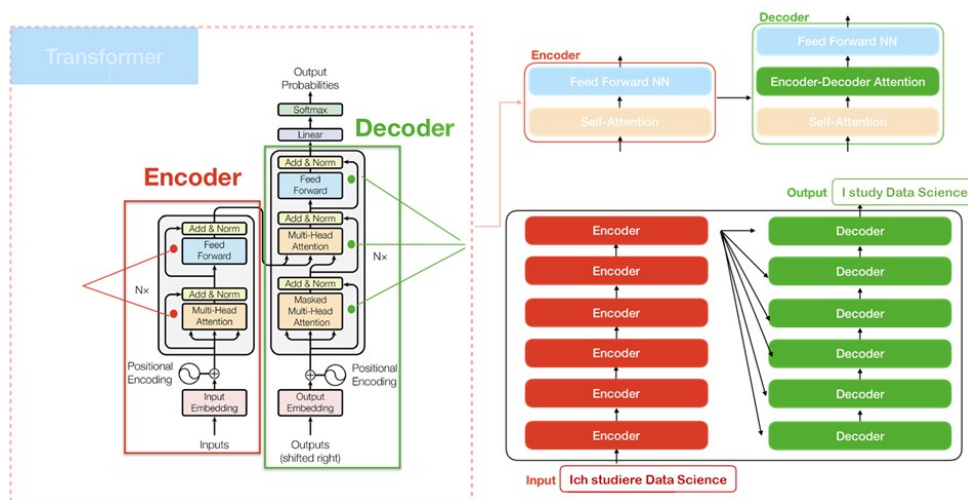 Transformer
Output
Probabilities
Softmax
Linear
Decoder
Add & Norm
Feed
Forward
Encoder
Add & Norm
Multi-Head
Attention
Add & Norm
Feed
Forward
N×
N×
Add & Norm
Masked
Multi-Head
Attention
Add & Norm
Multi-Head
Attention
Positional
Encoding
Positional
Encoding
Input
Embedding
Output
Embedding
Inputs
Outputs
(shifted right)
Encoder
Feed Forward NN
Self-Attention
Decoder
Feed Forward NN
Encoder-Decoder Attention
Self-Attention
Output I study Data Science
Encoder
Encoder
Encoder
Encoder
Encoder
Encoder
Decoder
Decoder
Decoder
Decoder
Decoder
Decoder
Input Ich studiere Data Science